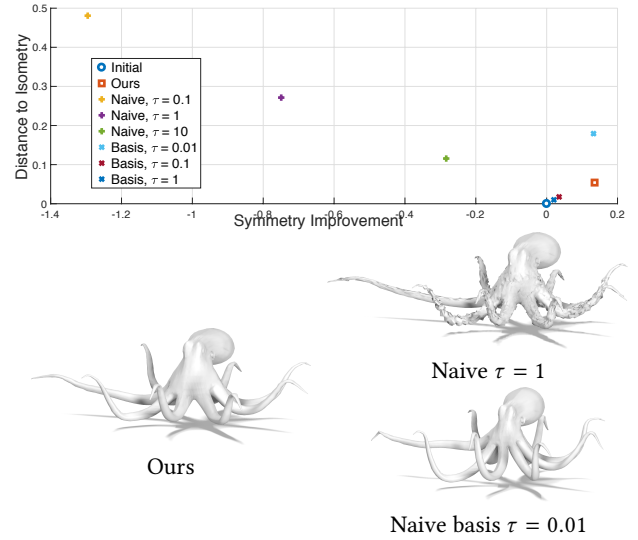 0.5
0.4
0.3
0.2
0.1
0
Distance to Isometry
Initial
Ours
Naive, τ = 0.1
Naive, τ = 1
Naive, τ = 10
Basis, τ = 0.01
Basis, τ = 0.1
Basis, τ = 1
-1.4 -1.2 -1 -0.8 -0.6 -0.4 -0.2 0 0.2
Symmetry Improvement
Naive τ = 1
Ours
Naive basis τ = 0.01